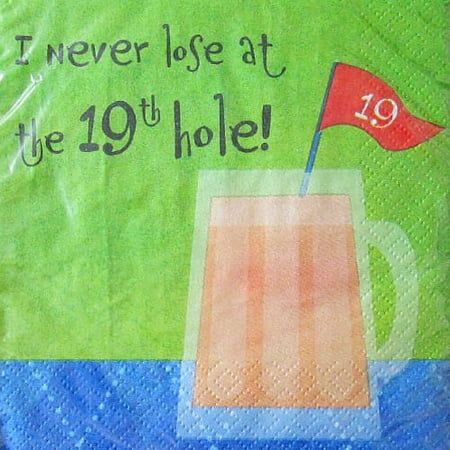 I never lose at
the 19th hole!
19